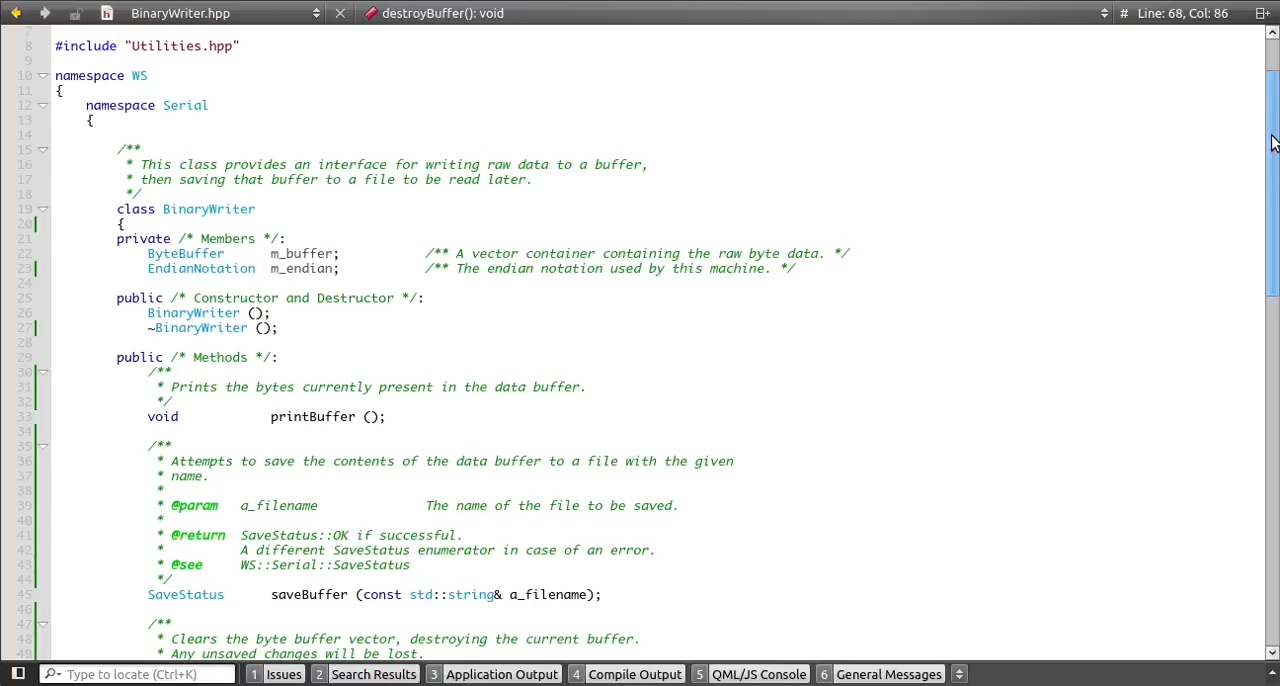 BinaryWriter.hpp destroyBuffer(): void # Line: 68, Col: 86
7
8 #include "Utilities.hpp"
9
10 namespace WS
11 {
12 namespace Serial
13 {
14
15 /**
16 * This class provides an interface for writing raw data to a buffer,
17 * then saving that buffer to a file to be read later.
18 */
19 class BinaryWriter
20 {
21 private /* Members */:
22 ByteBuffer m_buffer; /** A vector container containing the raw byte data. */
23 EndianNotation m_endian; /** The endian notation used by this machine. */
24
25 public /* Constructor and Destructor */:
26 BinaryWriter ();
27 ~BinaryWriter ();
28
29 public /* Methods */:
30 /**
31 * Prints the bytes currently present in the data buffer.
32 */
33 void printBuffer ();
34
35 /**
36 * Attempts to save the contents of the data buffer to a file with the given
37 * name.
38 *
39 * @param a_filename The name of the file to be saved.
40 *
41 * @return SaveStatus::OK if successful.
42 * A different SaveStatus enumerator in case of an error.
43 * @see WS::Serial::SaveStatus
44 */
45 SaveStatus saveBuffer (const std::string& a_filename);
46
47 /**
48 * Clears the byte buffer vector, destroying the current buffer.
49 * Any unsaved changes will be lost.
Type to locate (Ctrl+K) 1 Issues 2 Search Results 3 Application Output 4 Compile Output 5 QML/JS Console 6 General Messages